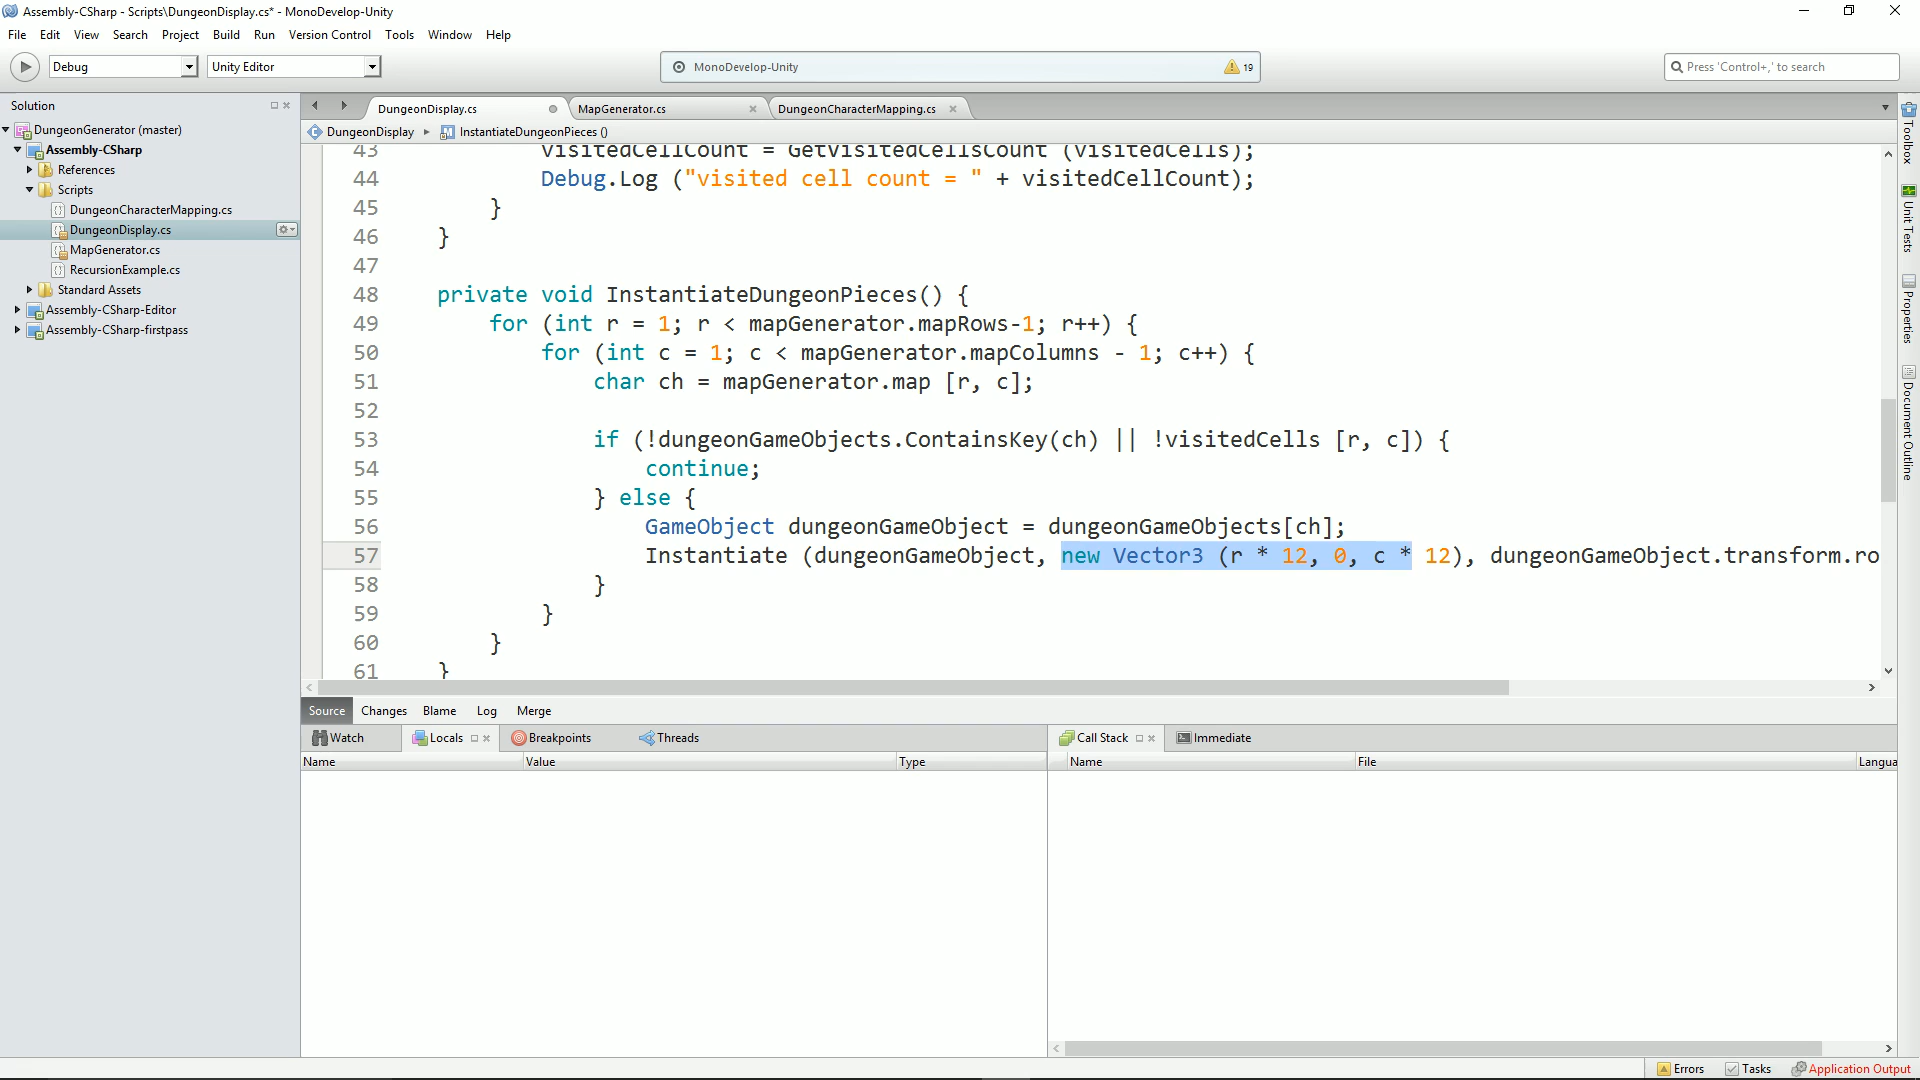 Assembly-CSharp - Scripts\DungeonDisplay.cs* - MonoDevelop-Unity
File Edit View Search Project Build Run Version Control Tools Window Help
Debug Unity Editor MonoDevelop-Unity 19 Press 'Control+,' to search
Solution
DungeonGenerator (master)
Assembly-CSharp
References
Scripts
DungeonCharacterMapping.cs
DungeonDisplay.cs
MapGenerator.cs
RecursionExample.cs
Standard Assets
Assembly-CSharp-Editor
Assembly-CSharp-firstpass
DungeonDisplay.cs MapGenerator.cs DungeonCharacterMapping.cs
DungeonDisplay InstantiateDungeonPieces ()
43 visitedCellCount = GetVisitedCellsCount (visitedCells);
44 Debug.Log ("visited cell count = " + visitedCellCount);
45 }
46 }
47
48 private void InstantiateDungeonPieces() {
49 for (int r = 1; r < mapGenerator.mapRows-1; r++) {
50 for (int c = 1; c < mapGenerator.mapColumns - 1; c++) {
51 char ch = mapGenerator.map [r, c];
52
53 if (!dungeonGameObjects.ContainsKey(ch) || !visitedCells [r, c]) {
54 continue;
55 } else {
56 GameObject dungeonGameObject = dungeonGameObjects[ch];
57 Instantiate (dungeonGameObject, new Vector3 (r * 12, 0, c * 12), dungeonGameObject.transform.ro
58 }
59 }
60 }
61 }
Source Changes Blame Log Merge
Watch Locals Breakpoints Threads
Name Value Type
Call Stack Immediate
Name File Langua
Toolbox
Unit Tests
Properties
Document Outline
Errors Tasks Application Output